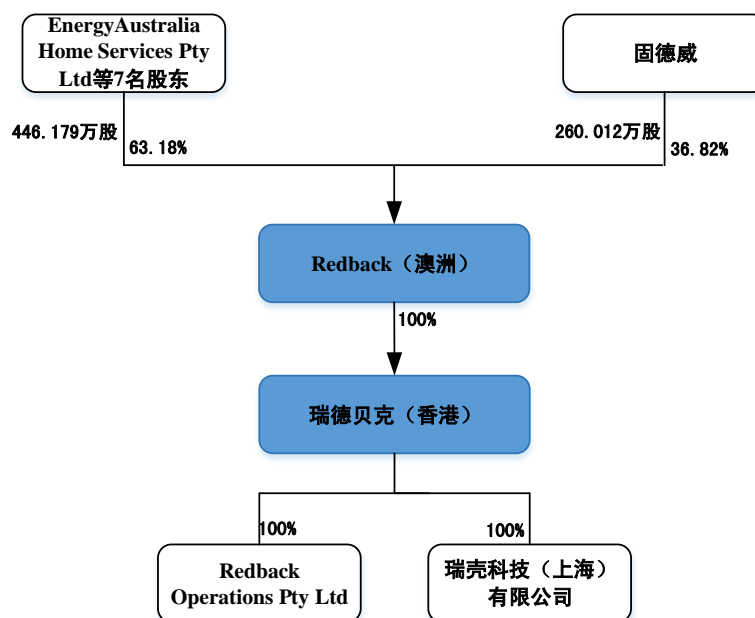 EnergyAustralia
Home Services Pty
Ltd等7名股东
固德威
446.179万股
63.18%
260.012万股
36.82%
Redback（澳洲）
100%
瑞德贝克（香港）
100%
100%
Redback
Operations Pty Ltd
瑞壳科技（上海）
有限公司